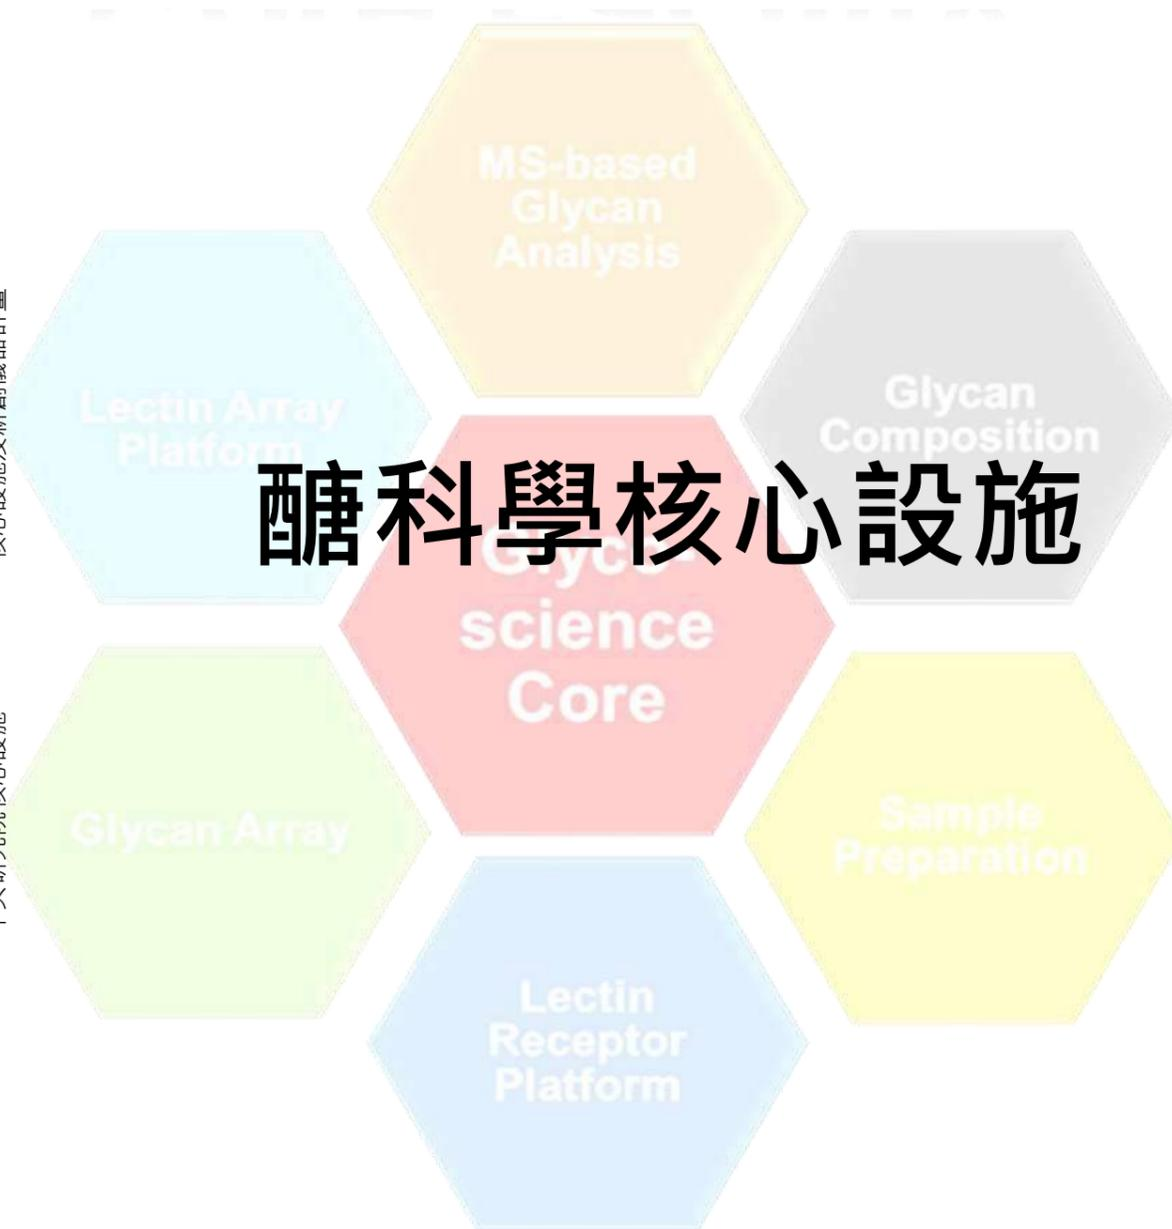 MS-based
Glycan
Analysis
Lectin Array
Platform
Glycan
Composition
醣科學核心設施
Glyco-
science
Core
Glycan Array
Sample
Preparation
Lectin
Receptor
Platform